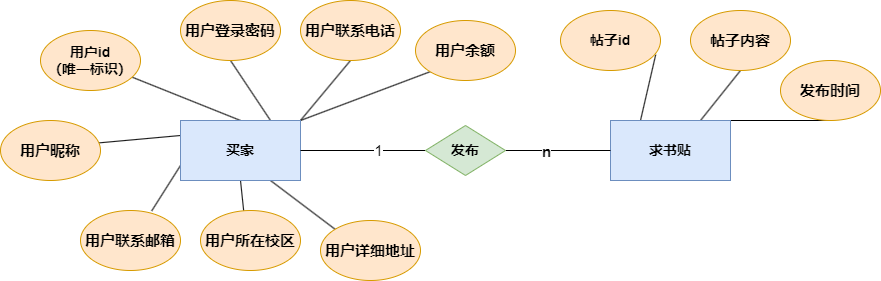 用户登录密码
用户联系电话
用户余额
用户id
(唯一标识)
帖子id
帖子内容
发布时间
用户昵称
买家
1
发布
n
求书贴
用户联系邮箱
用户所在校区
用户详细地址